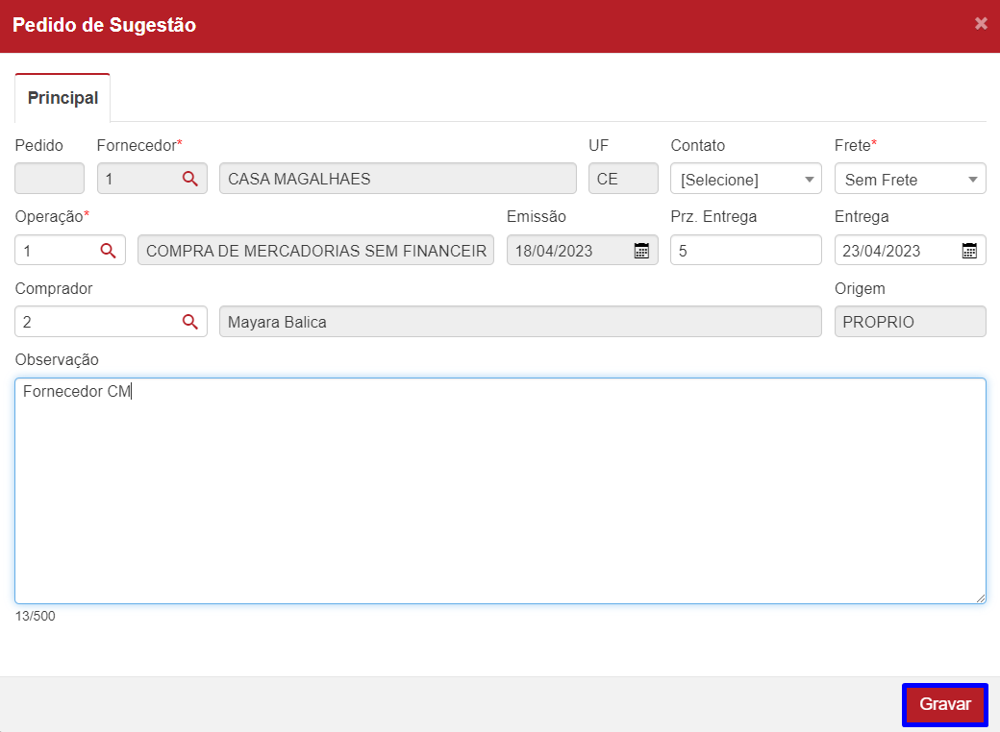 Pedido de Sugestão ×
Principal
Pedido Fornecedor* UF Contato Frete*
1 CASA MAGALHAES CE [Selecione] Sem Frete
Operação* Emissão Prz. Entrega Entrega
1 COMPRA DE MERCADORIAS SEM FINANCEIR 18/04/2023 5 23/04/2023
Comprador Origem
2 Mayara Balica PROPRIO
Observação
Fornecedor CM
13/500
Gravar